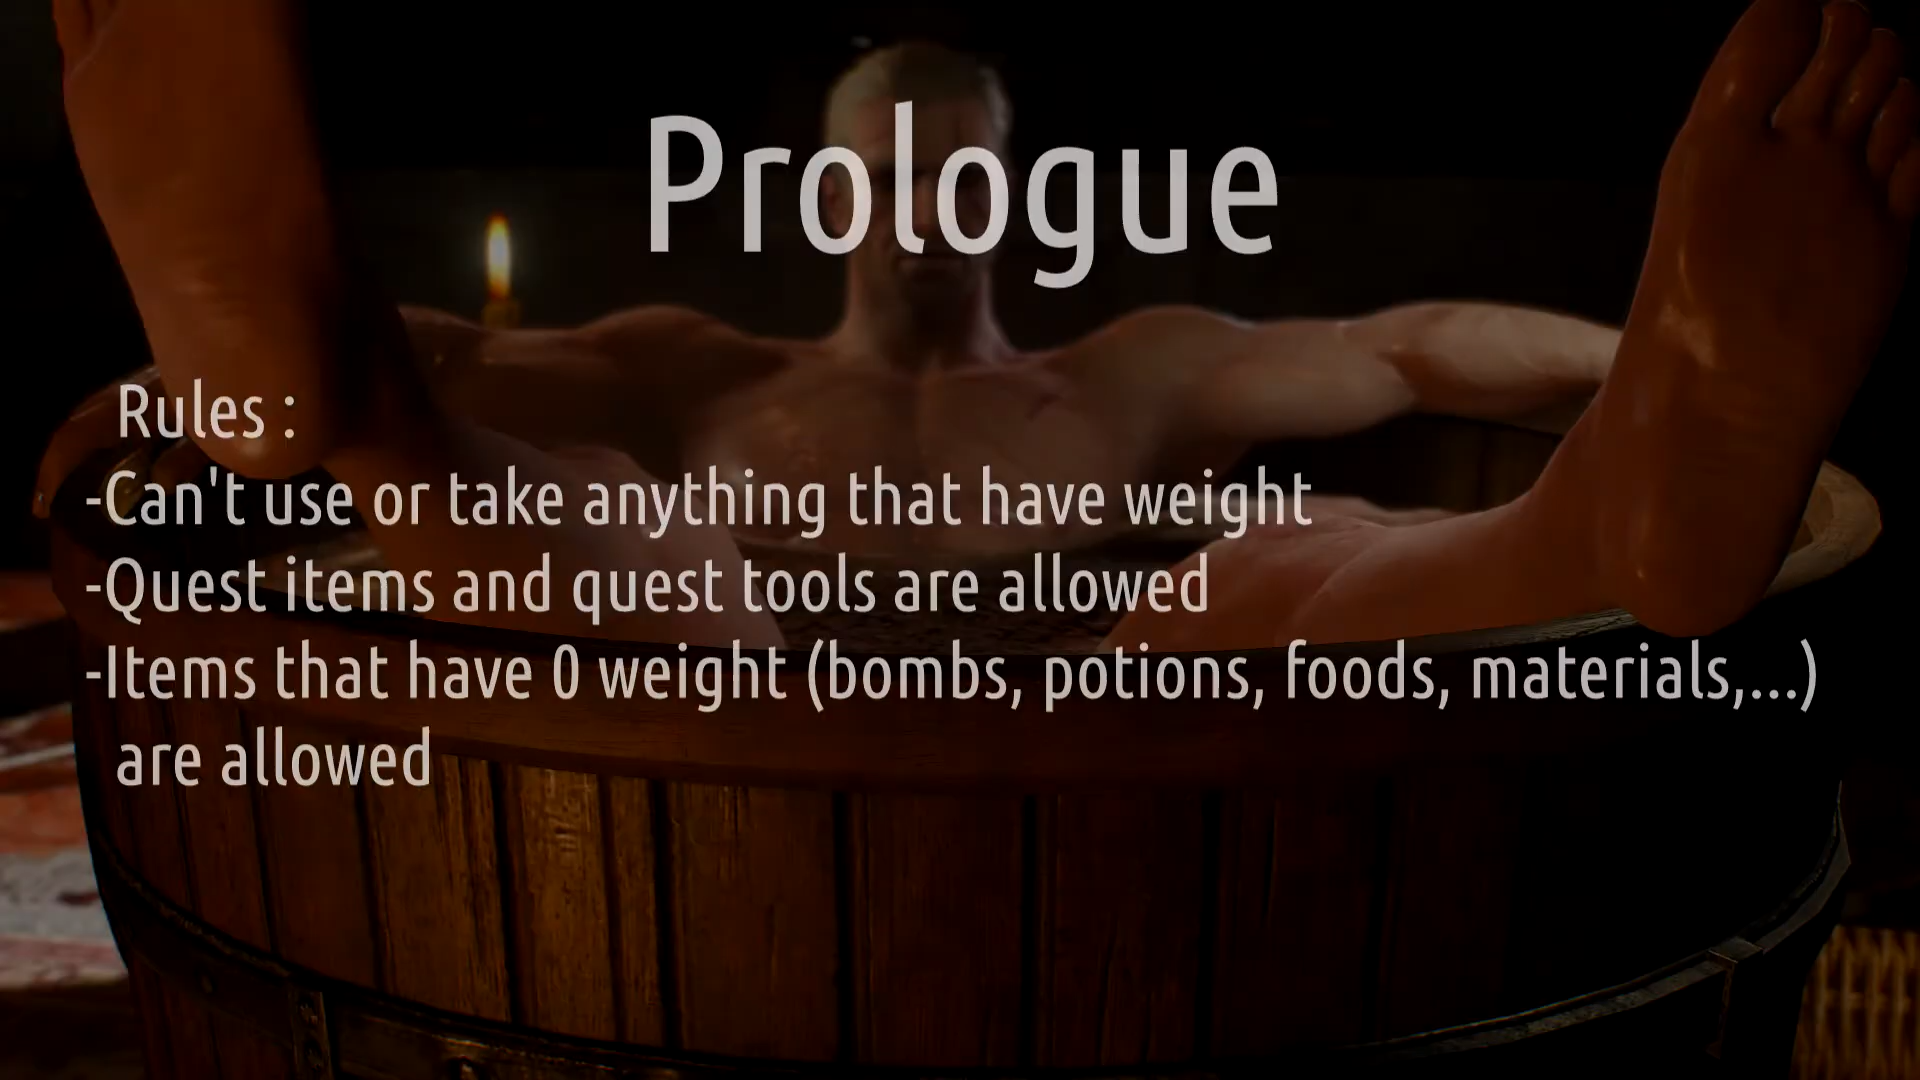 Prologue
Rules :
-Can't use or take anything that have weight
-Quest items and quest tools are allowed
-Items that have 0 weight (bombs, potions, foods, materials,...)
are allowed